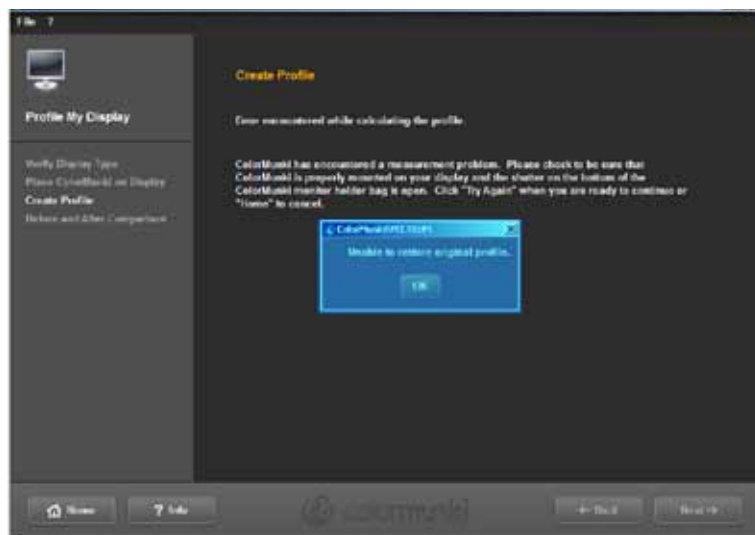 File ?
Profile My Display
Verify Display Type
Place ColorMunki on Display
Create Profile
Before and After Comparison
Create Profile
Error encountered while calculating the profile.
ColorMunki has encountered a measurement problem. Please check to be sure that
ColorMunki is properly mounted on your display and the shutter on the bottom of the
ColorMunki monitor holder bag is open. Click "Try Again" when you are ready to continue or
"Home" to cancel.
Unable to restore original profile.
OK
Home
? Info
colormunki
← Back
Next →